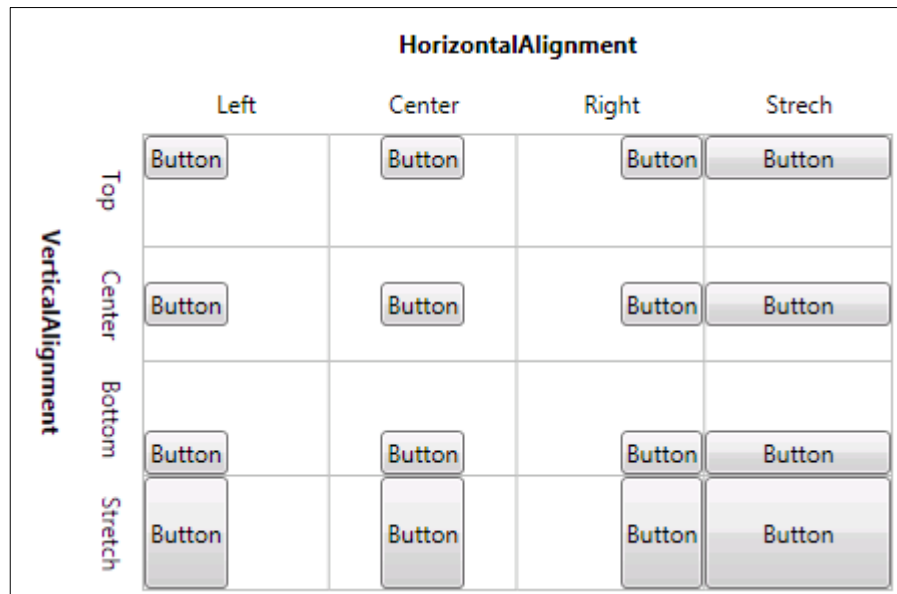 HorizontalAlignment
Left Center Right Strech
VerticalAlignment
Top
Button Button Button Button
Center
Button Button Button Button
Bottom
Button Button Button Button
Stretch
Button Button Button Button